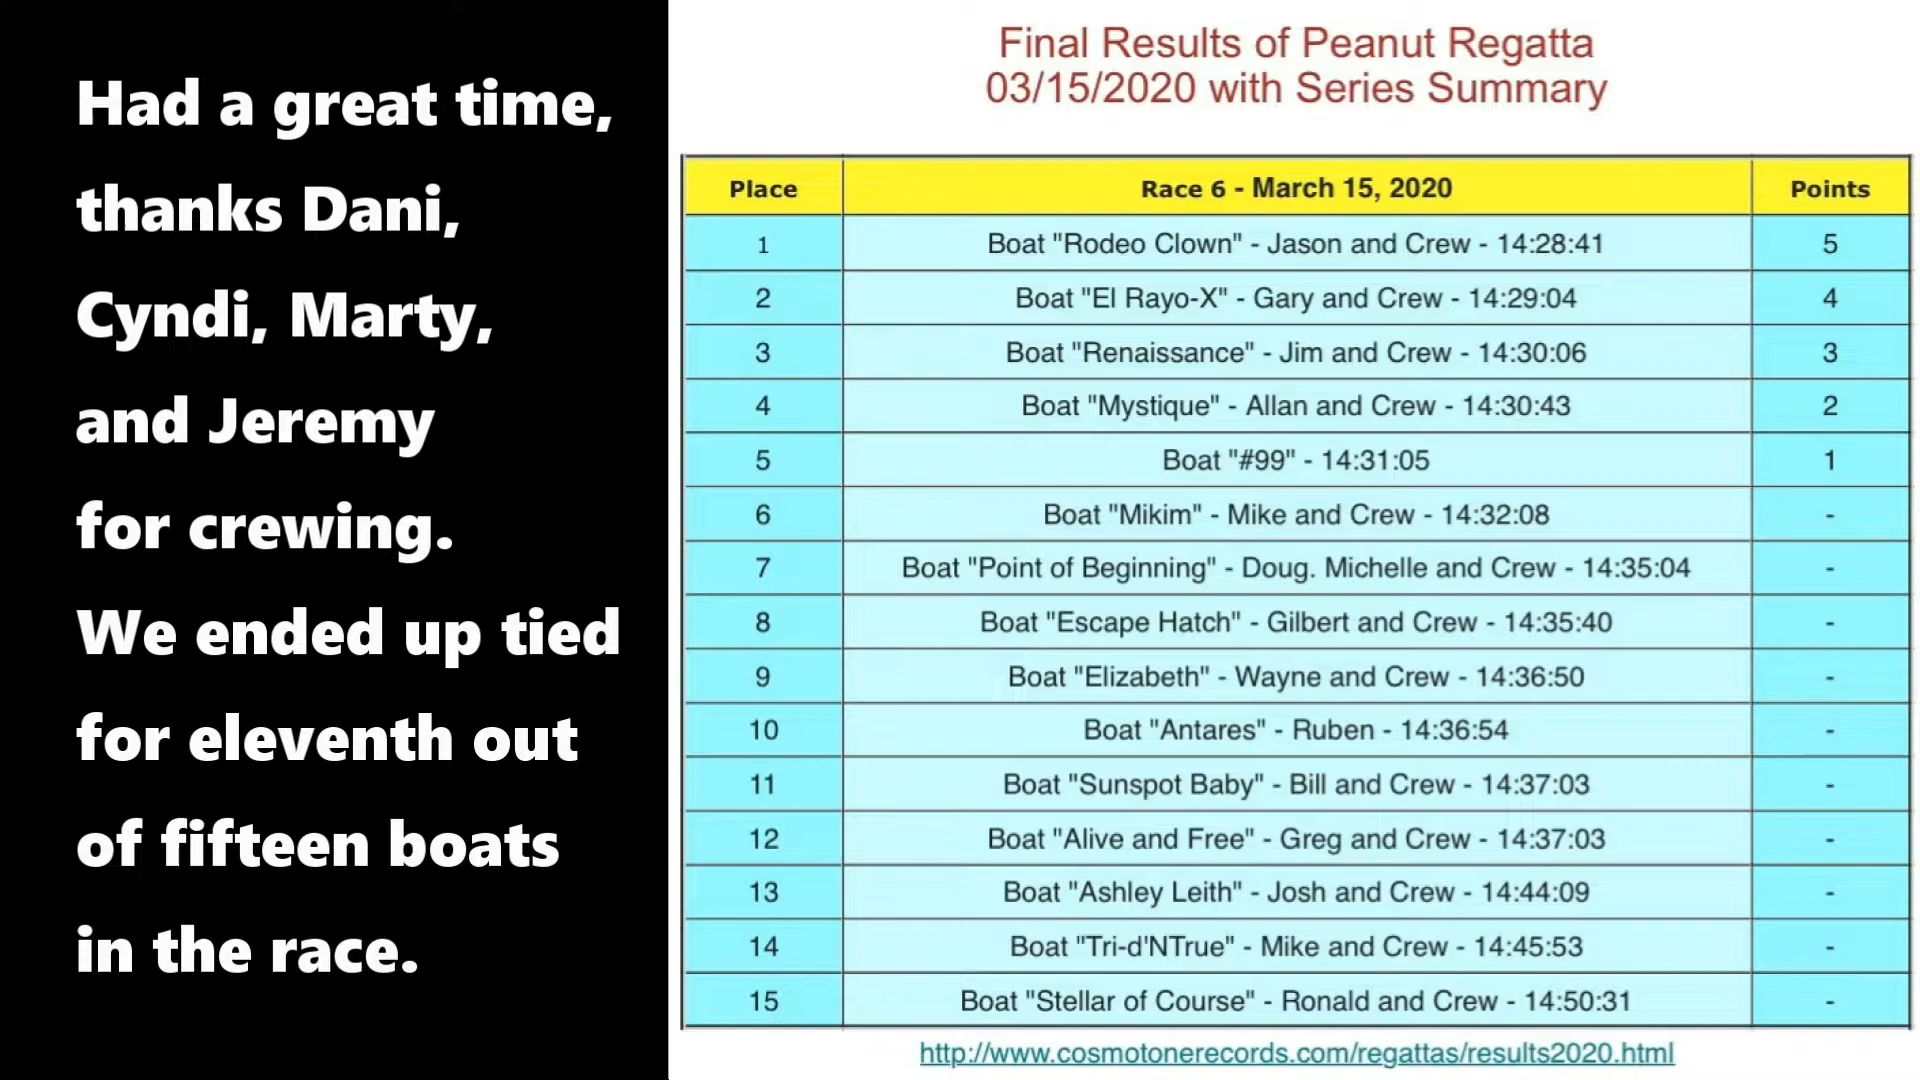 Had a great time,
thanks Dani,
Cyndi, Marty,
and Jeremy
for crewing.
We ended up tied
for eleventh out
of fifteen boats
in the race.
Final Results of Peanut Regatta
03/15/2020 with Series Summary
Place Race 6 - March 15, 2020 Points
1 Boat "Rodeo Clown" - Jason and Crew - 14:28:41 5
2 Boat "El Rayo-X" - Gary and Crew - 14:29:04 4
3 Boat "Renaissance" - Jim and Crew - 14:30:06 3
4 Boat "Mystique" - Allan and Crew - 14:30:43 2
5 Boat "#99" - 14:31:05 1
6 Boat "Mikim" - Mike and Crew - 14:32:08 -
7 Boat "Point of Beginning" - Doug. Michelle and Crew - 14:35:04 -
8 Boat "Escape Hatch" - Gilbert and Crew - 14:35:40 -
9 Boat "Elizabeth" - Wayne and Crew - 14:36:50 -
10 Boat "Antares" - Ruben - 14:36:54 -
11 Boat "Sunspot Baby" - Bill and Crew - 14:37:03 -
12 Boat "Alive and Free" - Greg and Crew - 14:37:03 -
13 Boat "Ashley Leith" - Josh and Crew - 14:44:09 -
14 Boat "Tri-d'NTrue" - Mike and Crew - 14:45:53 -
15 Boat "Stellar of Course" - Ronald and Crew - 14:50:31 -
http://www.cosmotonerecords.com/regattas/results2020.html